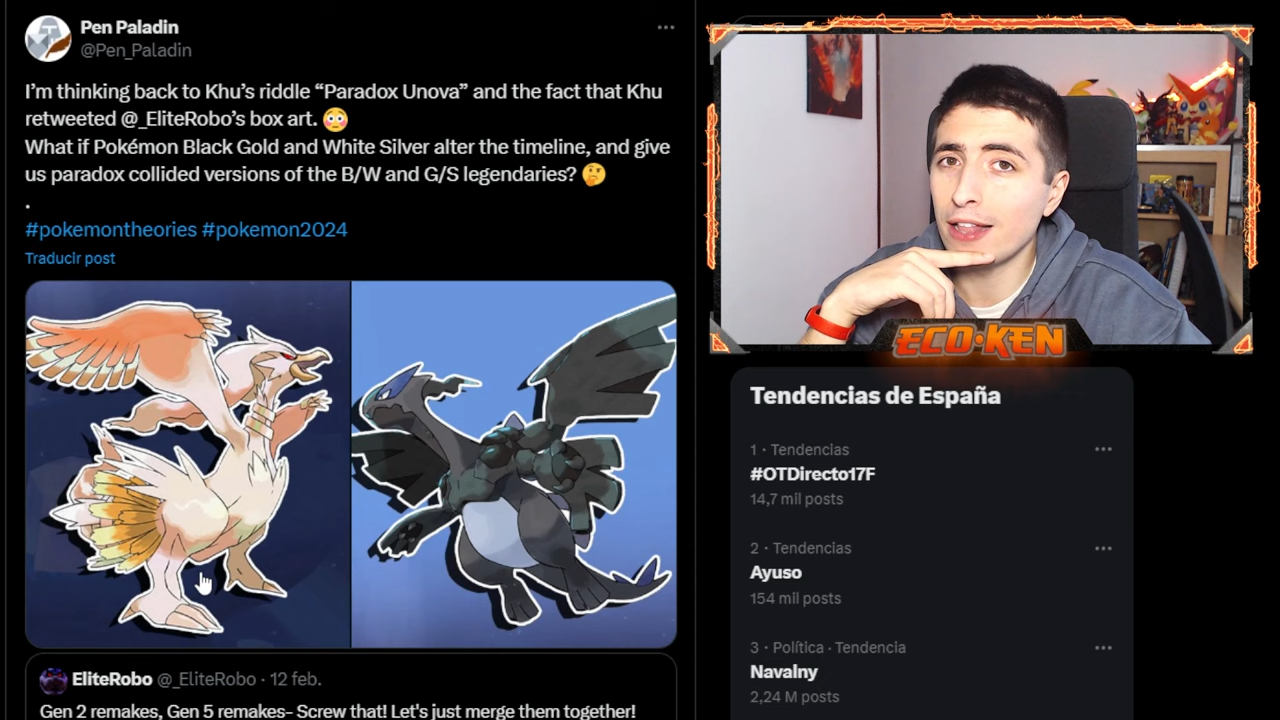 Pen Paladin
@Pen_Paladin
I'm thinking back to Khu's riddle “Paradox Unova” and the fact that Khu
retweeted @_EliteRobo's box art. 😳
What if Pokémon Black Gold and White Silver alter the timeline, and give
us paradox collided versions of the B/W and G/S legendaries? 🤔
.
#pokemontheories #pokemon2024
Traducir post
EliteRobo @_EliteRobo · 12 feb.
Gen 2 remakes, Gen 5 remakes- Screw that! Let's just merge them together!
ECO·KEN
Tendencias de España
1 · Tendencias
#OTDirecto17F
14,7 mil posts
2 · Tendencias
Ayuso
154 mil posts
3 · Política · Tendencia
Navalny
2,24 M posts